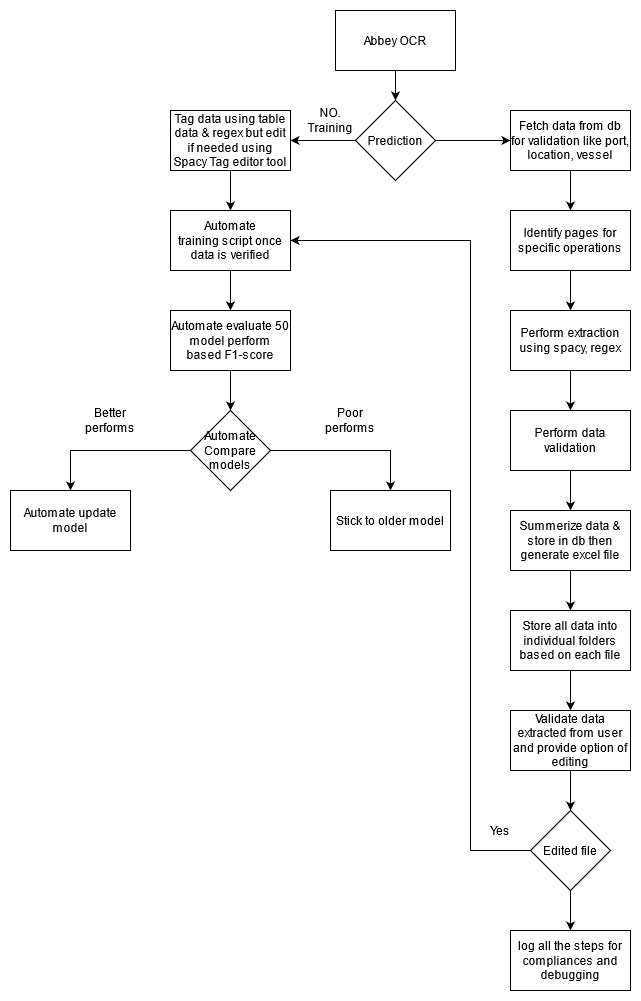 Abbey OCR
NO.
Training
Prediction
Tag data using table
data & regex but edit
if needed using
Spacy Tag editor tool
Fetch data from db
for validation like port,
location, vessel
Automate
training script once
data is verified
Identify pages for
specific operations
Automate evaluate 50
model perform
based F1-score
Perform extraction
using spacy, regex
Better
performs
Automate
Compare
models
Poor
performs
Perform data
validation
Automate update
model
Stick to older model
Summerize data &
store in db then
generate excel file
Store all data into
individual folders
based on each file
Validate data
extracted from user
and provide option of
editing
Yes
Edited file
log all the steps for
compliances and
debugging